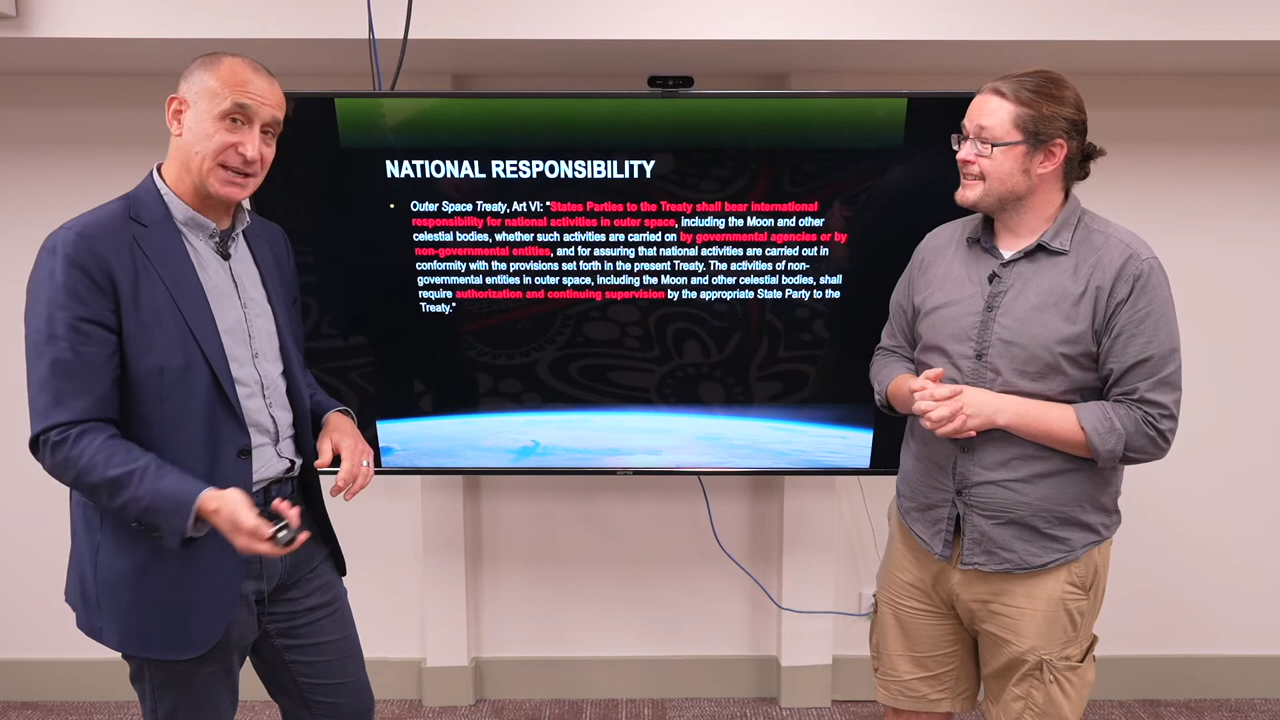 NATIONAL RESPONSIBILITY
• Outer Space Treaty, Art VI: "States Parties to the Treaty shall bear international
responsibility for national activities in outer space, including the Moon and other
celestial bodies, whether such activities are carried on by governmental agencies or by
non-governmental entities, and for assuring that national activities are carried out in
conformity with the provisions set forth in the present Treaty. The activities of non-
governmental entities in outer space, including the Moon and other celestial bodies, shall
require authorization and continuing supervision by the appropriate State Party to the
Treaty."